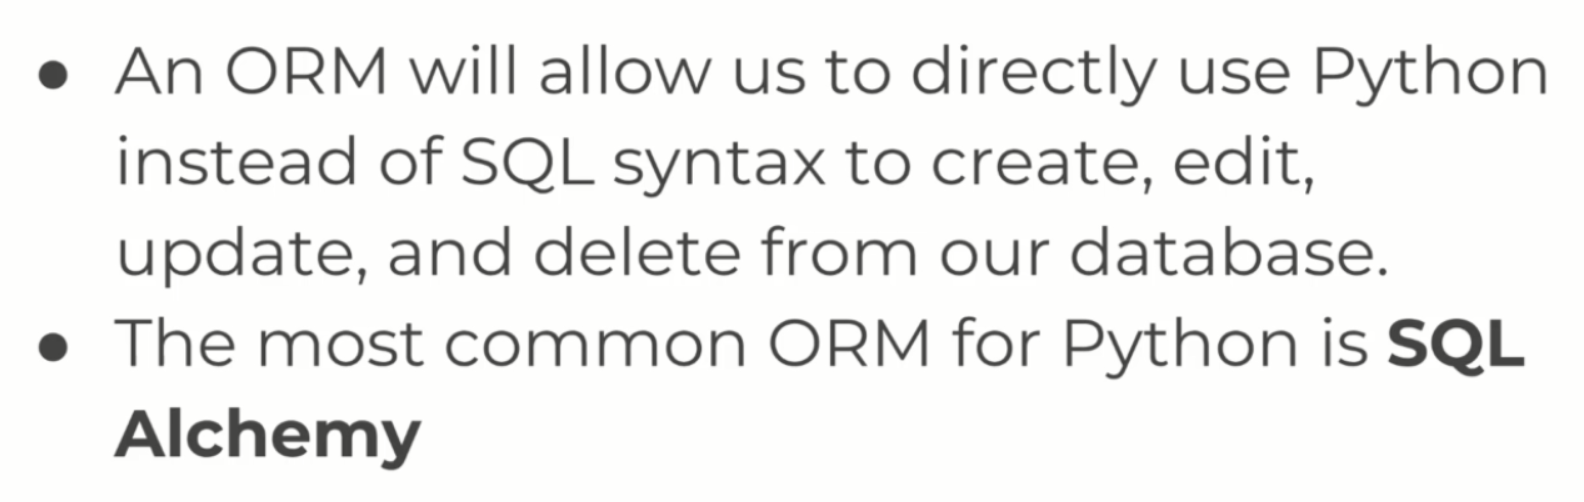 ● An ORM will allow us to directly use Python
instead of SQL syntax to create, edit,
update, and delete from our database.
● The most common ORM for Python is SQL
Alchemy